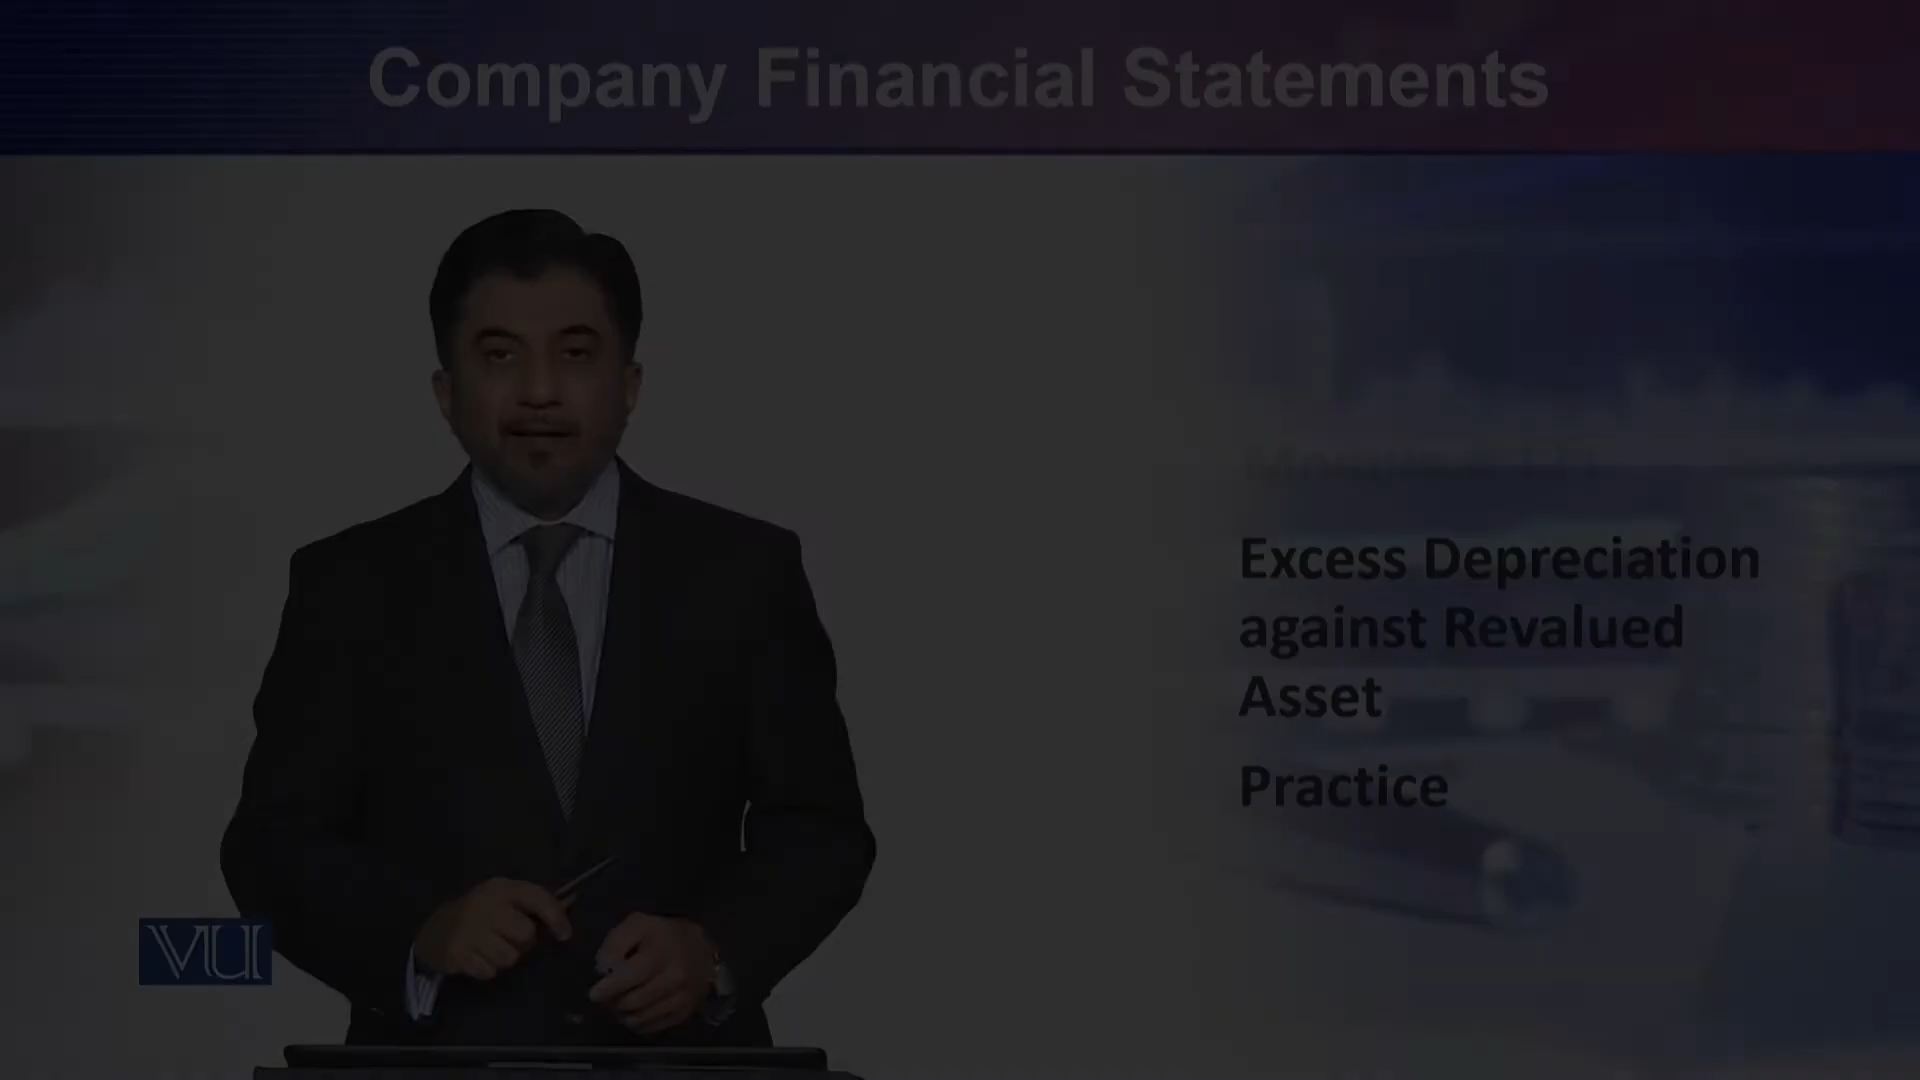 Company Financial Statements
Excess Depreciation
against Revalued
Asset
Practice
VU